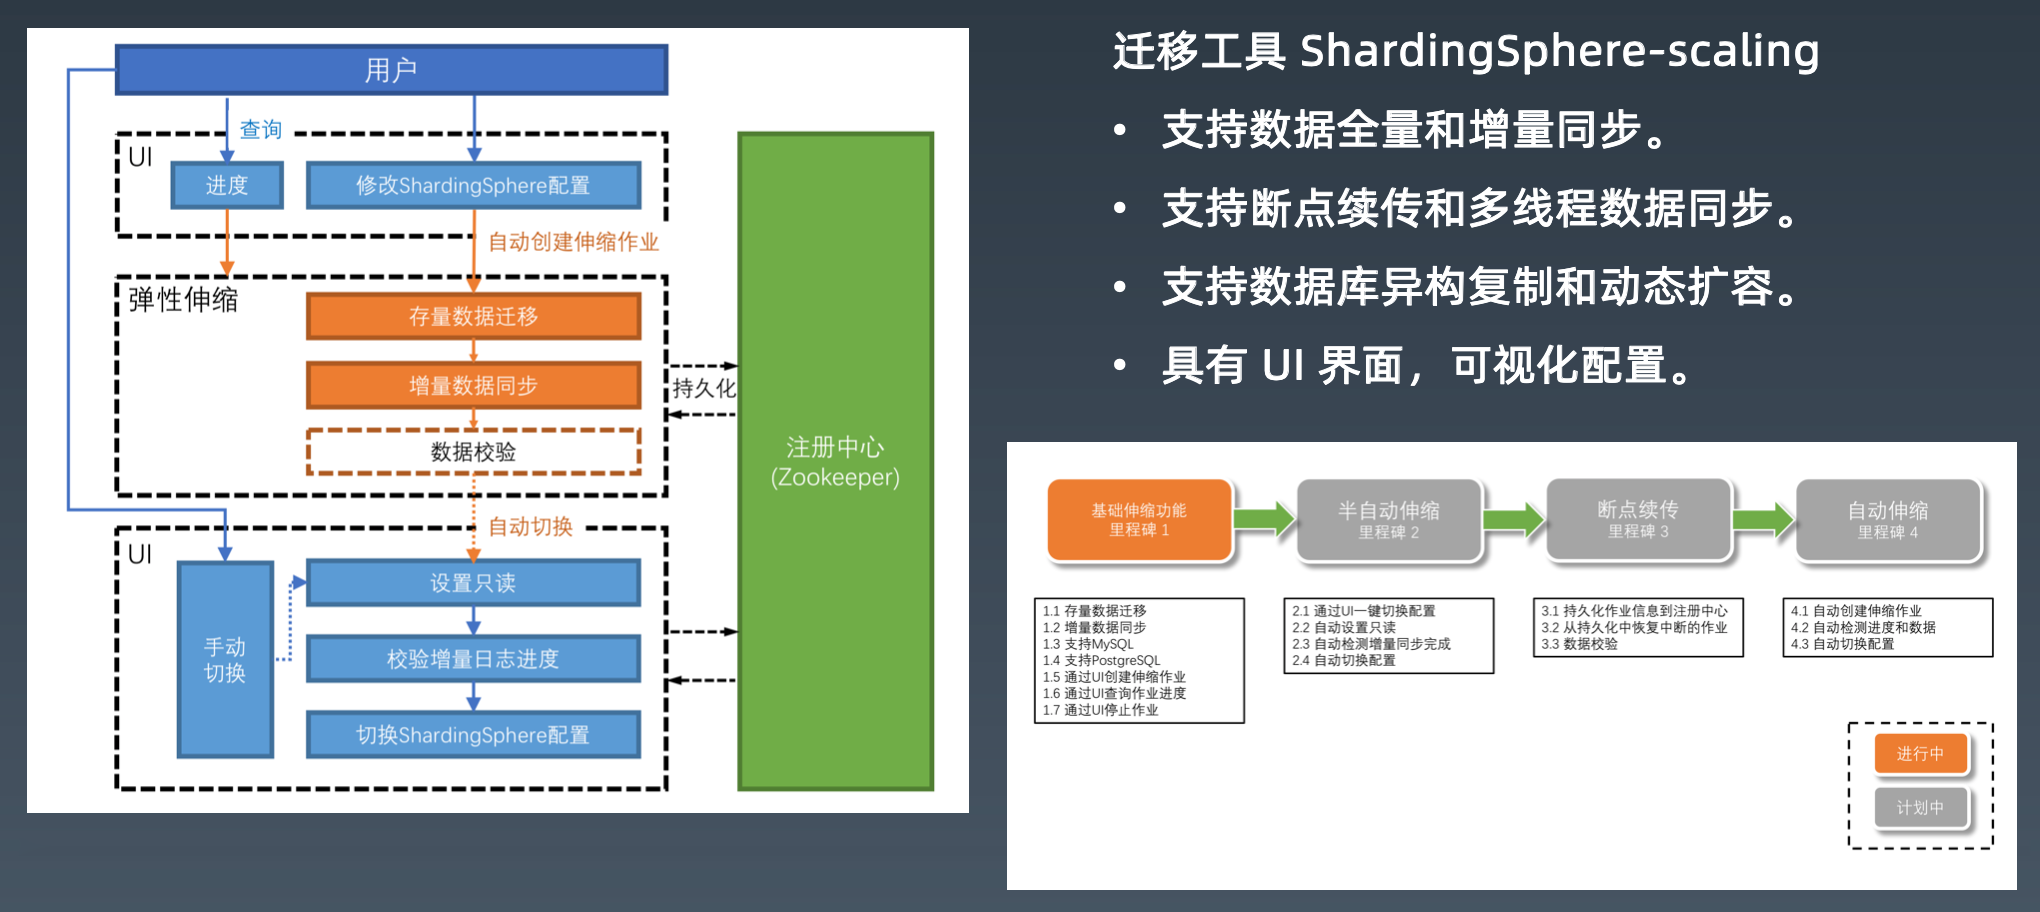 用户
查询
UI
进度
修改ShardingSphere配置
自动创建伸缩作业
弹性伸缩
存量数据迁移
增量数据同步
数据校验
持久化
注册中心
(Zookeeper)
自动切换
UI
手动
切换
设置只读
校验增量日志进度
切换ShardingSphere配置
迁移工具 ShardingSphere-scaling
• 支持数据全量和增量同步。
• 支持断点续传和多线程数据同步。
• 支持数据库异构复制和动态扩容。
• 具有 UI 界面，可视化配置。
基础伸缩功能
里程碑 1
半自动伸缩
里程碑 2
断点续传
里程碑 3
自动伸缩
里程碑 4
1.1 存量数据迁移
1.2 增量数据同步
1.3 支持MySQL
1.4 支持PostgreSQL
1.5 通过UI创建伸缩作业
1.6 通过UI查询作业进度
1.7 通过UI停止作业
2.1 通过UI一键切换配置
2.2 自动设置只读
2.3 自动检测增量同步完成
2.4 自动切换配置
3.1 持久化作业信息到注册中心
3.2 从持久化中恢复中断的作业
3.3 数据校验
4.1 自动创建伸缩作业
4.2 自动检测进度和数据
4.3 自动切换配置
进行中
计划中